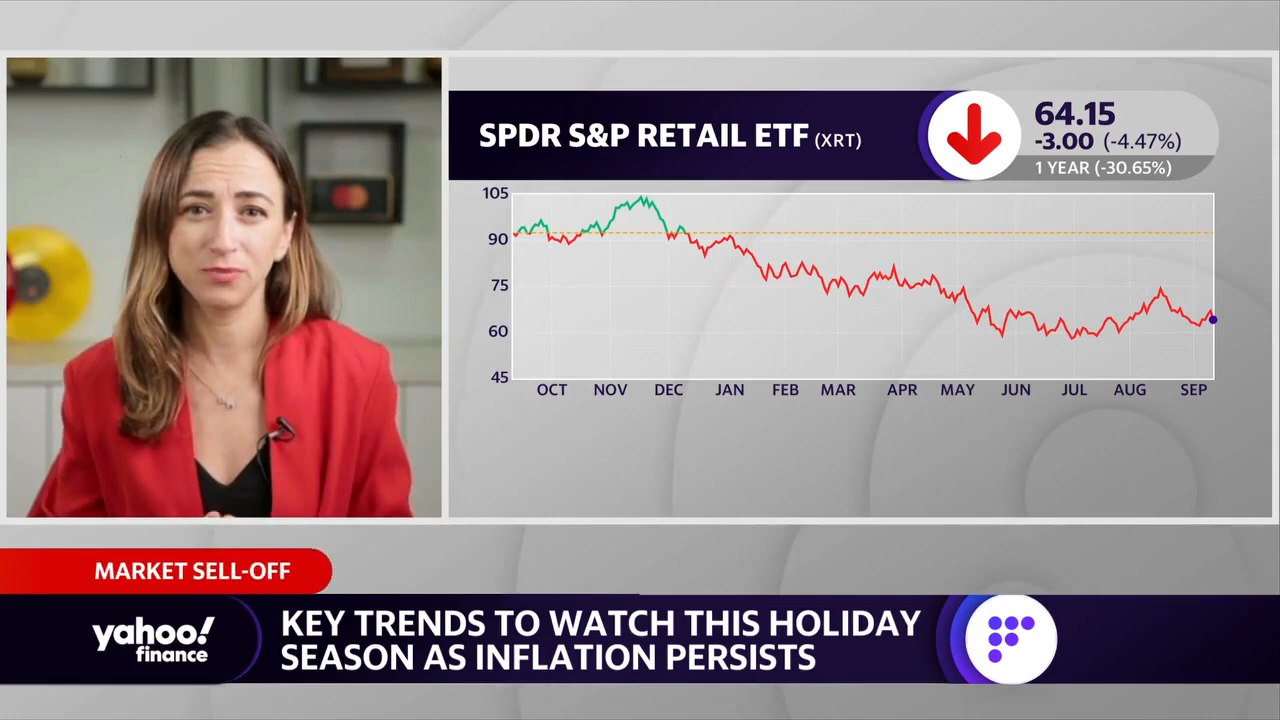 SPDR S&P RETAIL ETF (XRT)
64.15
-3.00 (-4.47%)
1 YEAR (-30.65%)
105
90
75
60
45
OCT NOV DEC JAN FEB MAR APR MAY JUN JUL AUG SEP
MARKET SELL-OFF
yahoo!
finance
KEY TRENDS TO WATCH THIS HOLIDAY
SEASON AS INFLATION PERSISTS